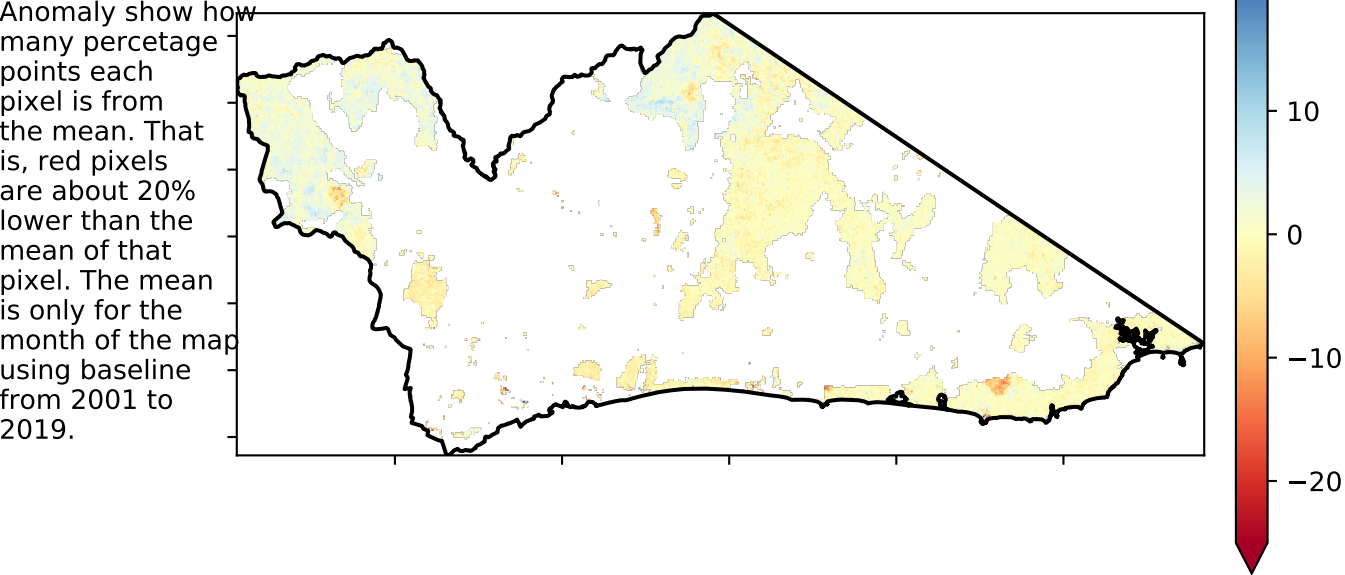 Anomaly show how
many percetage
points each
pixel is from
the mean. That
is, red pixels
are about 20%
lower than the
mean of that
pixel. The mean
is only for the
month of the map
using baseline
from 2001 to
2019.
10
0
−10
−20